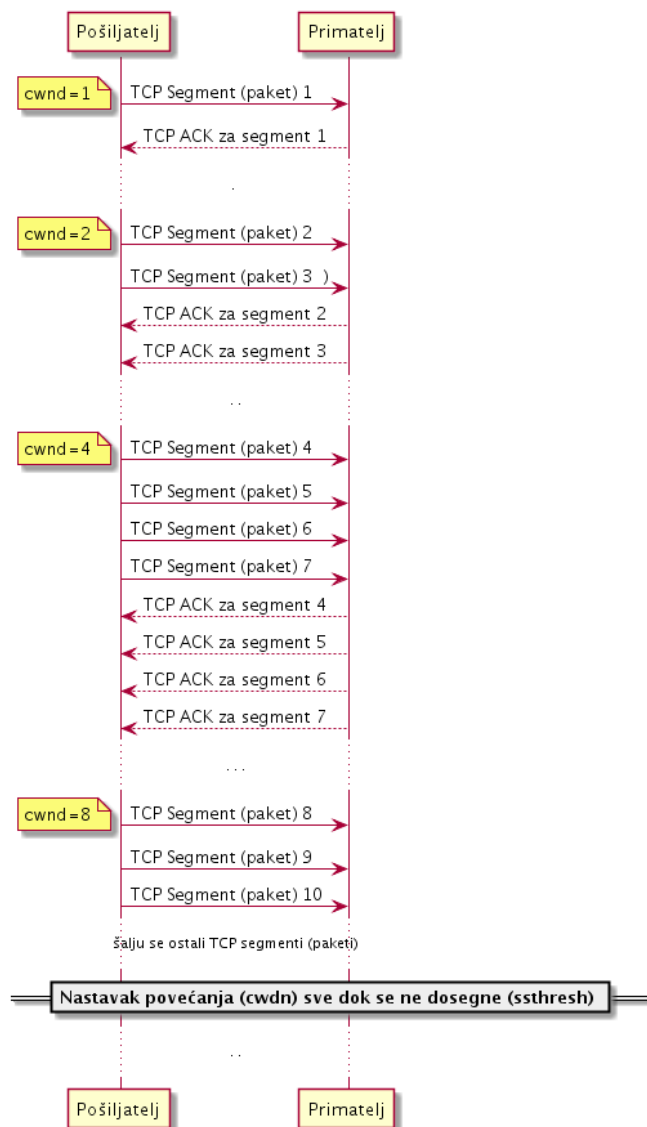 Pošiljatelj Primatelj
cwnd=1
TCP Segment (paket) 1
TCP ACK za segment 1
.
cwnd=2
TCP Segment (paket) 2
TCP Segment (paket) 3 )
TCP ACK za segment 2
TCP ACK za segment 3
. .
cwnd=4
TCP Segment (paket) 4
TCP Segment (paket) 5
TCP Segment (paket) 6
TCP Segment (paket) 7
TCP ACK za segment 4
TCP ACK za segment 5
TCP ACK za segment 6
TCP ACK za segment 7
. . .
cwnd=8
TCP Segment (paket) 8
TCP Segment (paket) 9
TCP Segment (paket) 10
šalju se ostali TCP segmenti (paketi)
Nastavak povećanja (cwdn) sve dok se ne dosegne (ssthresh)
. .
Pošiljatelj Primatelj